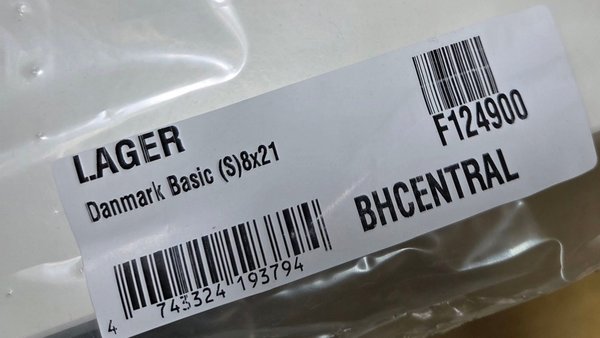 LAGER
Danmark Basic (S)8x21
F124900
BHCENTRAL
4 743324 193794